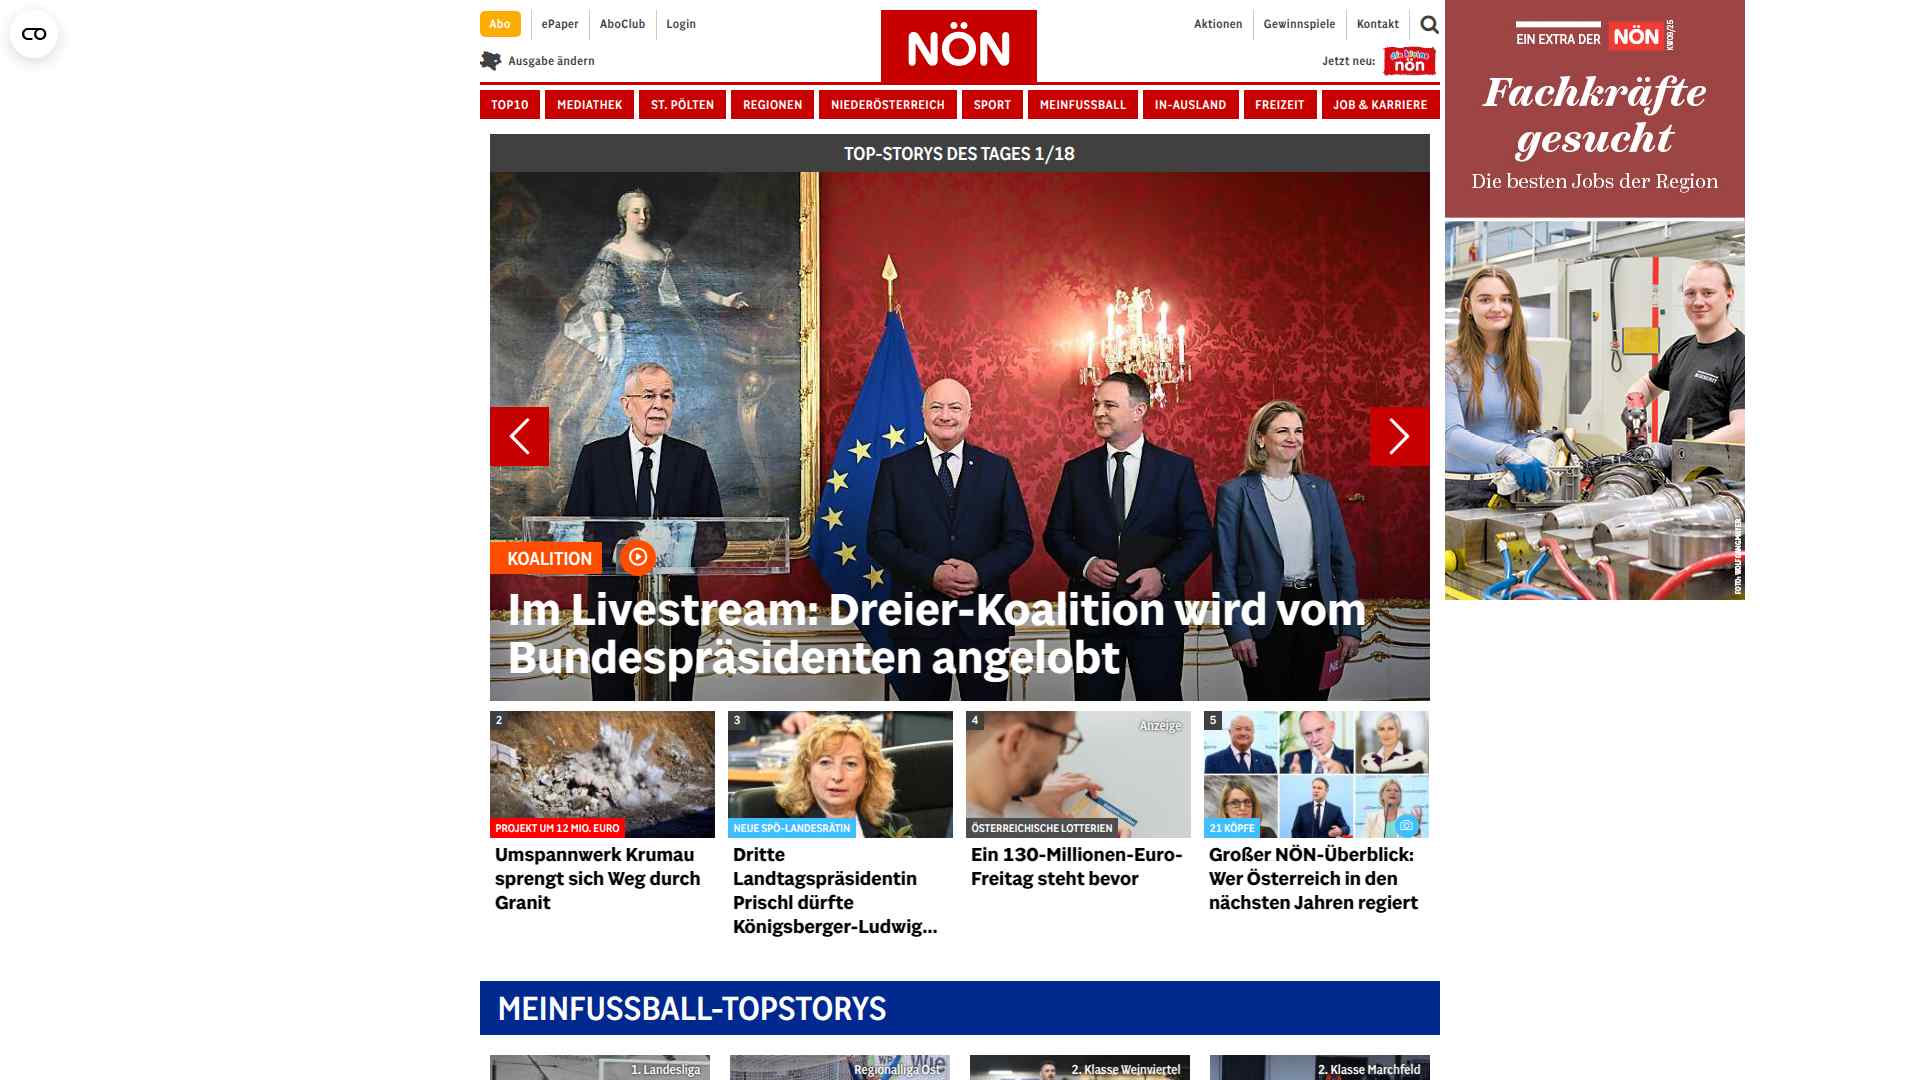 Abo
ePaper
AboClub
Login
NÖN
Aktionen
Gewinnspiele
Kontakt
Ausgabe ändern
Jetzt neu:
nön
TOP10
MEDIATHEK
ST. PÖLTEN
REGIONEN
NIEDERÖSTERREICH
SPORT
MEINFUSSBALL
IN-AUSLAND
FREIZEIT
JOB & KARRIERE
EIN EXTRA DER NÖN
KW09/25
Fachkräfte
gesucht
Die besten Jobs der Region
TOP-STORYS DES TAGES 1/18
KOALITION
Im Livestream: Dreier-Koalition wird vom
Bundespräsidenten angelobt
2
PROJEKT UM 12 MIO. EURO
Umspannwerk Krumau
sprengt sich Weg durch
Granit
3
NEUE SPÖ-LANDESRÄTIN
Dritte
Landtagspräsidentin
Prischl dürfte
Königsberger-Ludwig...
4
Anzeige
ÖSTERREICHISCHE LOTTERIEN
Ein 130-Millionen-Euro-
Freitag steht bevor
5
21 KÖPFE
Großer NÖN-Überblick:
Wer Österreich in den
nächsten Jahren regiert
MEINFUSSBALL-TOPSTORYS
1. Landesliga
Regionalliga Ost
2. Klasse Weinviertel
2. Klasse Marchfeld